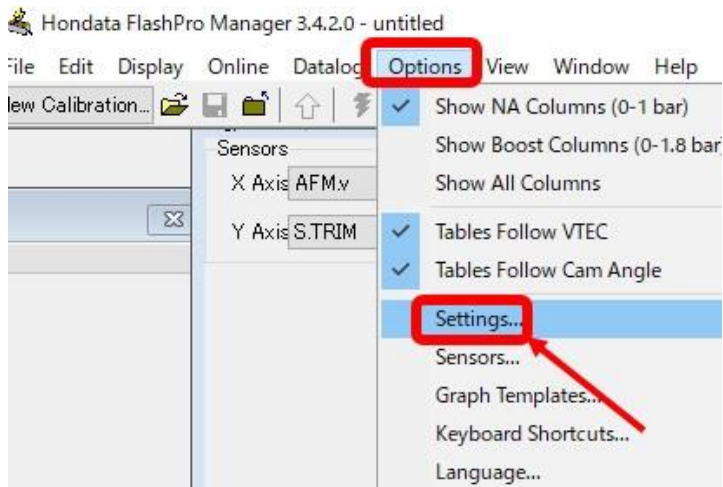 Hondata FlashPro Manager 3.4.2.0 - untitled
File Edit Display Online Datalog Options View Window Help
New Calibration...
Show NA Columns (0-1 bar)
Show Boost Columns (0-1.8 bar)
Show All Columns
Sensors
X Axis AFM.v
Y Axis S.TRIM
Tables Follow VTEC
Tables Follow Cam Angle
Settings...
Sensors...
Graph Templates...
Keyboard Shortcuts...
Language...